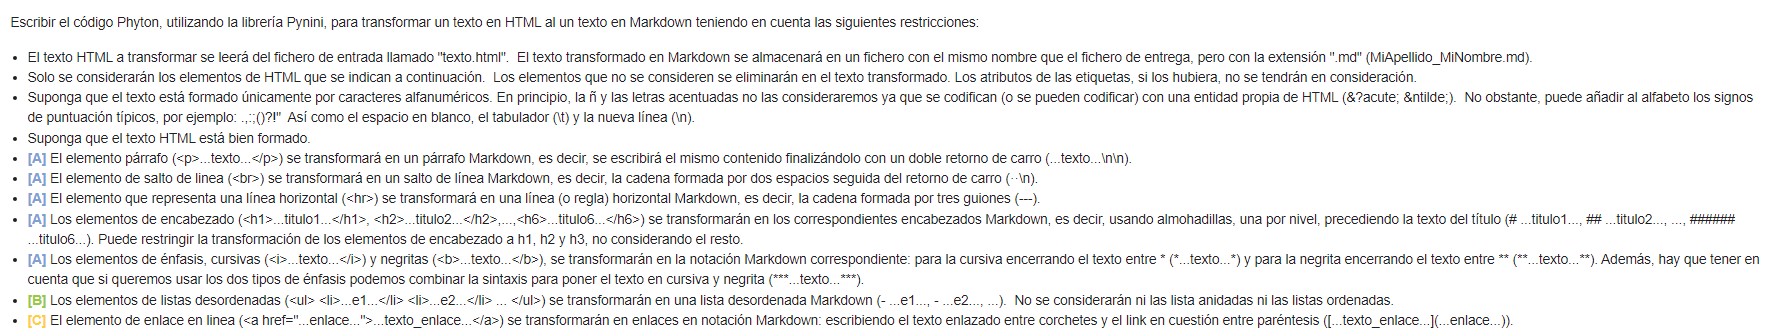 Escribir el código Phyton, utilizando la librería Pynini, para transformar un texto en HTML al un texto en Markdown teniendo en cuenta las siguientes restricciones:
• El texto HTML a transformar se leerá del fichero de entrada llamado "texto.html".  El texto transformado en Markdown se almacenará en un fichero con el mismo nombre que el fichero de entrega, pero con la extensión ".md" (MiApellido_MiNombre.md).
• Solo se considerarán los elementos de HTML que se indican a continuación.  Los elementos que no se consideren se eliminarán en el texto transformado. Los atributos de las etiquetas, si los hubiera, no se tendrán en consideración.
• Suponga que el texto está formado únicamente por caracteres alfanuméricos. En principio, la ñ y las letras acentuadas no las consideraremos ya que se codifican (o se pueden codificar) con una entidad propia de HTML (&?acute; &ntilde;).  No obstante, puede añadir al alfabeto los signos
de puntuación típicos, por ejemplo: .,:;()?!"  Así como el espacio en blanco, el tabulador (\t) y la nueva línea (\n).
• Suponga que el texto HTML está bien formado.
• [A] El elemento párrafo (<p>...texto...</p>) se transformará en un párrafo Markdown, es decir, se escribirá el mismo contenido finalizándolo con un doble retorno de carro (...texto...\n\n).
• [A] El elemento de salto de linea (<br>) se transformará en un salto de línea Markdown, es decir, la cadena formada por dos espacios seguida del retorno de carro (··\n).
• [A] El elemento que representa una línea horizontal (<hr>) se transformará en una línea (o regla) horizontal Markdown, es decir, la cadena formada por tres guiones (---).
• [A] Los elementos de encabezado (<h1>...titulo1...</h1>, <h2>...titulo2...</h2>,...,<h6>...titulo6...</h6>) se transformarán en los correspondientes encabezados Markdown, es decir, usando almohadillas, una por nivel, precediendo la texto del título (# ...titulo1..., ## ...titulo2..., ..., ######
...titulo6...). Puede restringir la transformación de los elementos de encabezado a h1, h2 y h3, no considerando el resto.
• [A] Los elementos de énfasis, cursivas (<i>...texto...</i>) y negritas (<b>...texto...</b>), se transformarán en la notación Markdown correspondiente: para la cursiva encerrando el texto entre * (*...texto...*) y para la negrita encerrando el texto entre ** (**...texto...**). Además, hay que tener en
cuenta que si queremos usar los dos tipos de énfasis podemos combinar la sintaxis para poner el texto en cursiva y negrita (***...texto...***).
• [B] Los elementos de listas desordenadas (<ul> <li>...e1...</li> <li>...e2...</li> ... </ul>) se transformarán en una lista desordenada Markdown (- ...e1..., - ...e2..., ...).  No se considerarán ni las lista anidadas ni las listas ordenadas.
• [C] El elemento de enlace en linea (<a href="...enlace...">...texto_enlace...</a>) se transformarán en enlaces en notación Markdown: escribiendo el texto enlazado entre corchetes y el link en cuestión entre paréntesis ([...texto_enlace...](...enlace...)).